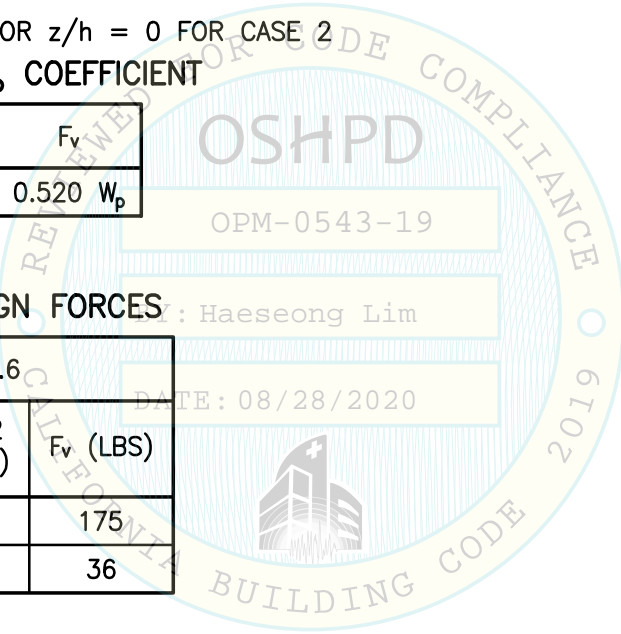 OR z/h = 0 FOR CASE 2
COEFFICIENT
Fv
0.520 Wp
GN FORCES
.6
2
)
Fv (LBS)
175
36
REVIEWED FOR CODE COMPLIANCE
OSHPD
OPM-0543-19
BY: Haeseong Lim
DATE: 08/28/2020
CALIFORNIA BUILDING CODE 2019